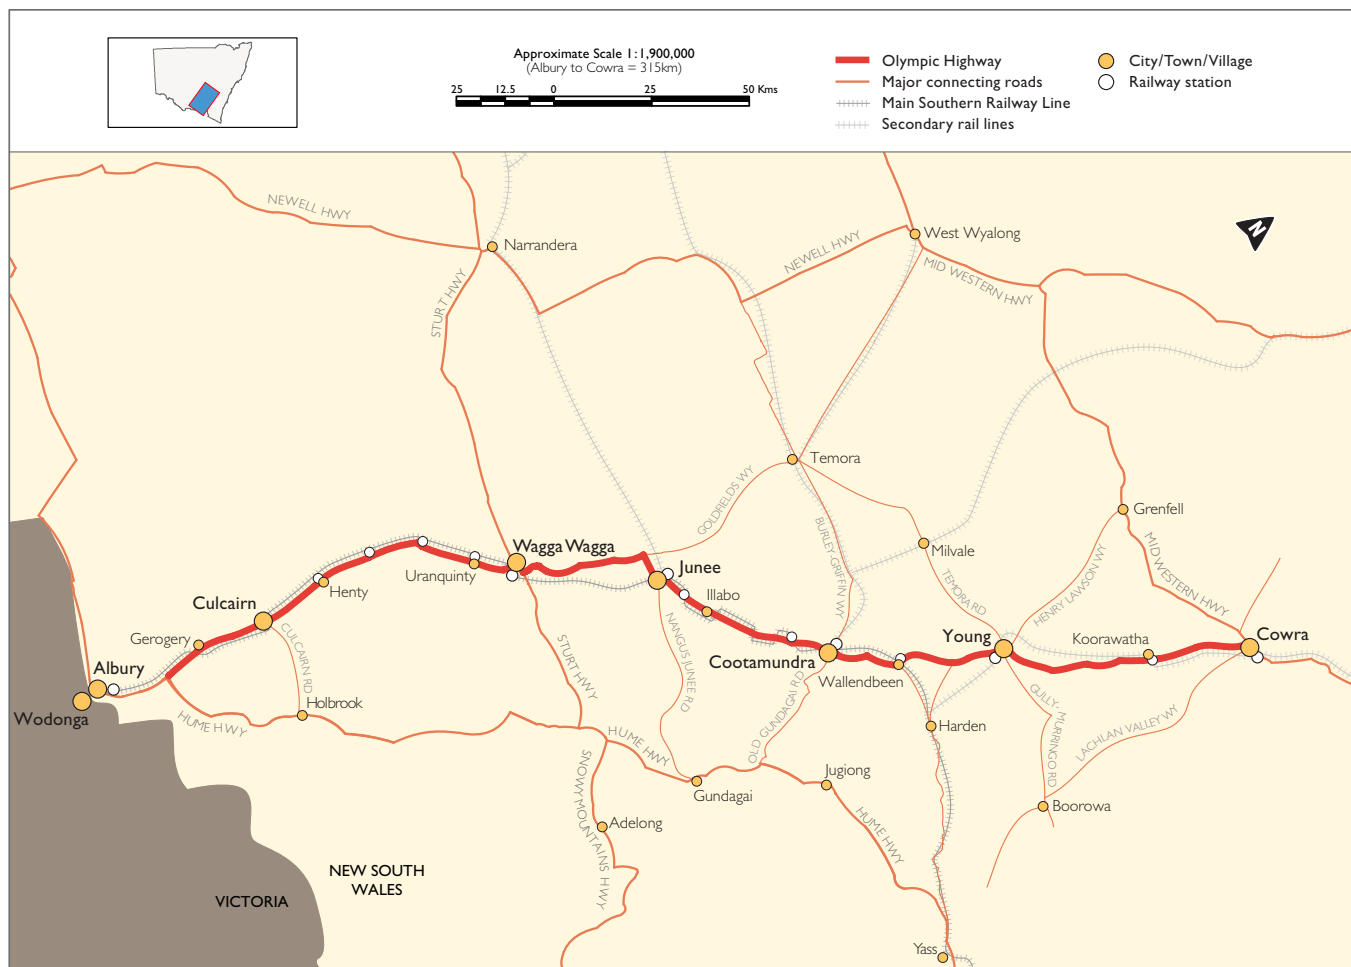 Approximate Scale 1:1,900,000
(Albury to Cowra = 315km)
25 12.5 0 25 50 Kms
Olympic Highway
Major connecting roads
Main Southern Railway Line
Secondary rail lines
City/Town/Village
Railway station
N
NEWELL HWY
Narrandera
STURT HWY
NEWELL HWY
West Wyalong
MID WESTERN HWY
Temora
GOLDFIELDS WY
BURLEY-GRIFFIN WY
Milvale
TEMORA RD
Grenfell
HENRY LAWSON WY
MID WESTERN HWY
Wagga Wagga
Uranquinty
Junee
Illabo
Henty
Culcairn
CULCAIRN RD
Gerogery
Albury
Wodonga
HUME HWY
Holbrook
STURT HWY
NANGUS JUNEE RD
Cootamundra
OLD GUNDAGAI RD
Wallendbeen
Young
Koorawatha
Cowra
Harden
GULLY-
MURRINGO RD
LACHLAN VALLEY WY
Boorowa
HUME HWY
Gundagai
Jugiong
HUME HWY
SNOWY MOUNTAINS HWY
Adelong
NEW SOUTH
WALES
VICTORIA
Yass